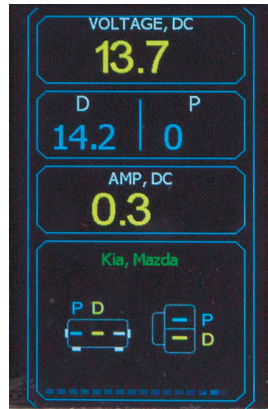 VOLTAGE, DC
13.7
D P
14.2 0
AMP, DC
0.3
Kia, Mazda
P D
P
D